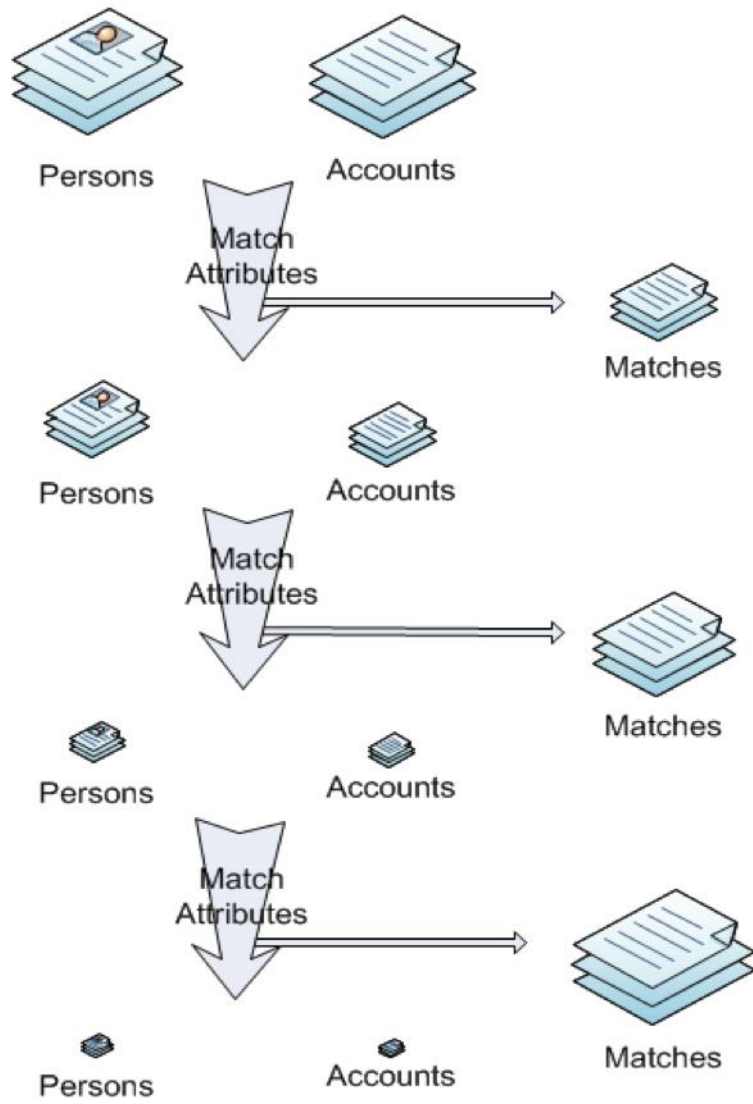 Persons
Accounts
Match
Attributes
Matches
Persons
Accounts
Match
Attributes
Matches
Persons
Accounts
Match
Attributes
Matches
Persons
Accounts